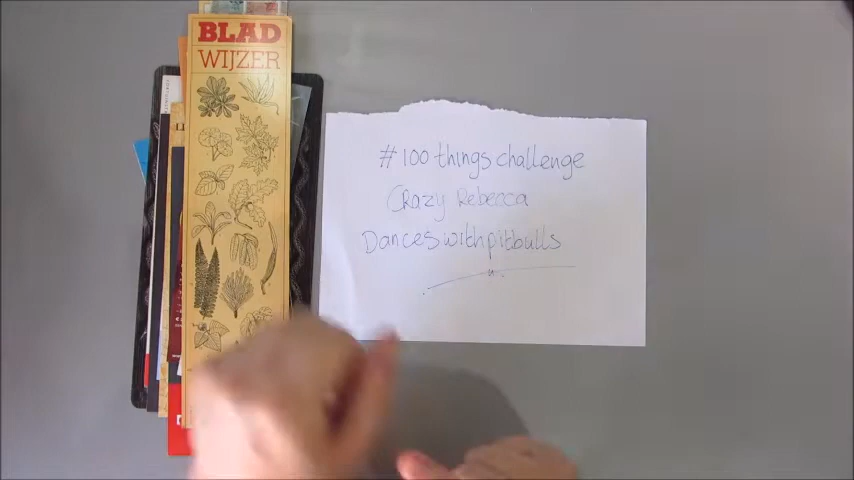 BLAD
WIJZER
#100 things challenge
Crazy Rebecca
Danceswithpitbulls